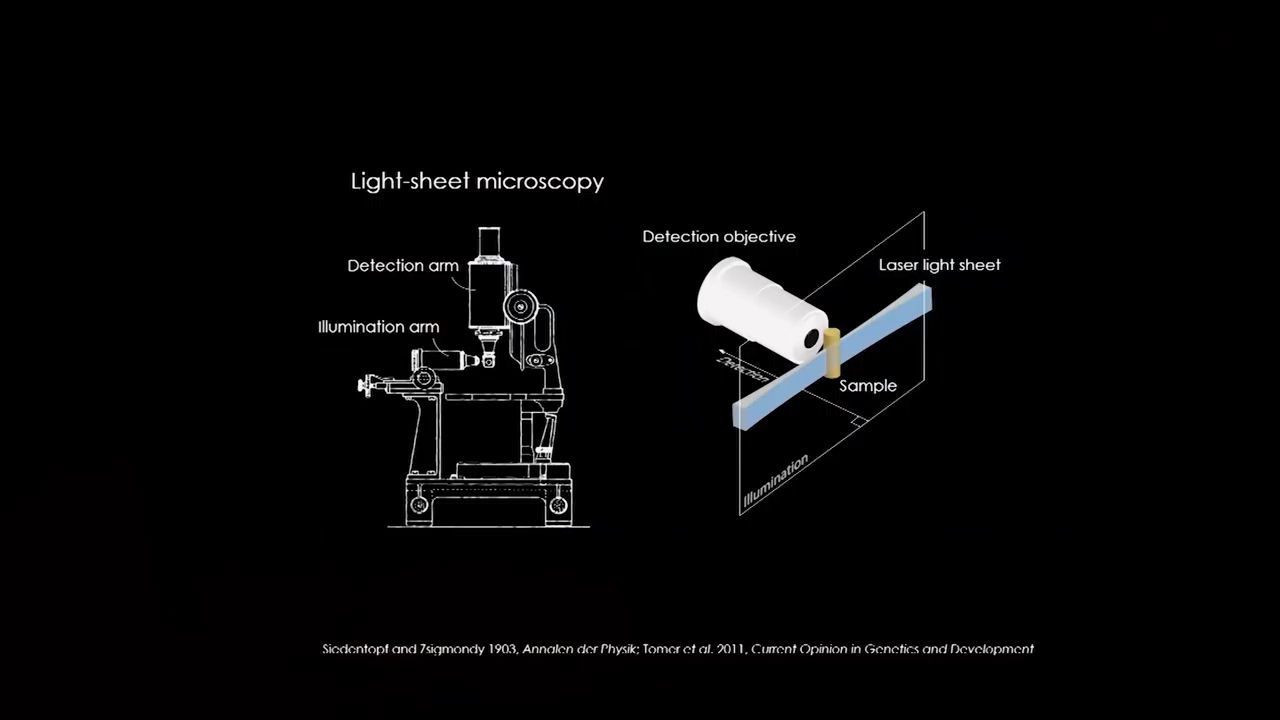 Light-sheet microscopy
Detection arm
Illumination arm
Detection objective
Laser light sheet
Detection
Sample
Illumination
Siedentopf and Zsigmondy 1903, Annalen der Physik; Tomer et al. 2011, Current Opinion in Genetics and Development